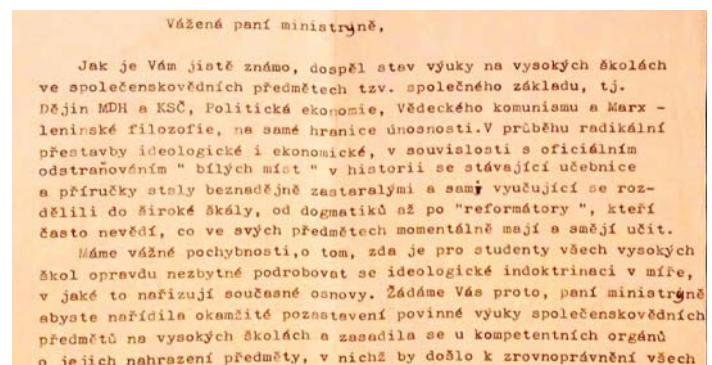 Vážená paní ministryně,
Jak je Vám jistě známo, dospěl stav výuky na vysokých školách
ve společenskovědních předmětech tzv. společného základu, tj.
Dějin MDH a KSČ, Politická ekonomie, Vědeckého komunismu a Marx -
leninské filozofie, na samé hranice únosnosti.V průběhu radikální
přestavby ideologické i ekonomické, v souvislosti s oficiálním
odstraňováním " bílých míst " v historii se stávající učebnice
a příručky staly beznadějně zastaralými a samy vyučující se roz-
dělili do široké škály, od dogmatiků až po "reformátory ", kteří
často nevědí, co ve svých předmětech momentálně mají a smějí učit.
Máme vážné pochybnosti,o tom, zda je pro studenty všech vysokých
škol opravdu nezbytné podrobovat se ideologické indoktrinaci v míře,
v jaké to nařizují současné osnovy. Žádáme Vás proto, paní ministryně
abyste nařídila okamžité pozastavení povinné výuky společenskovědních
předmětů na vysokých školách a zasadila se u kompetentních orgánů
o jejich nahrazení předměty, v nichž by došlo k zrovnoprávnění všech